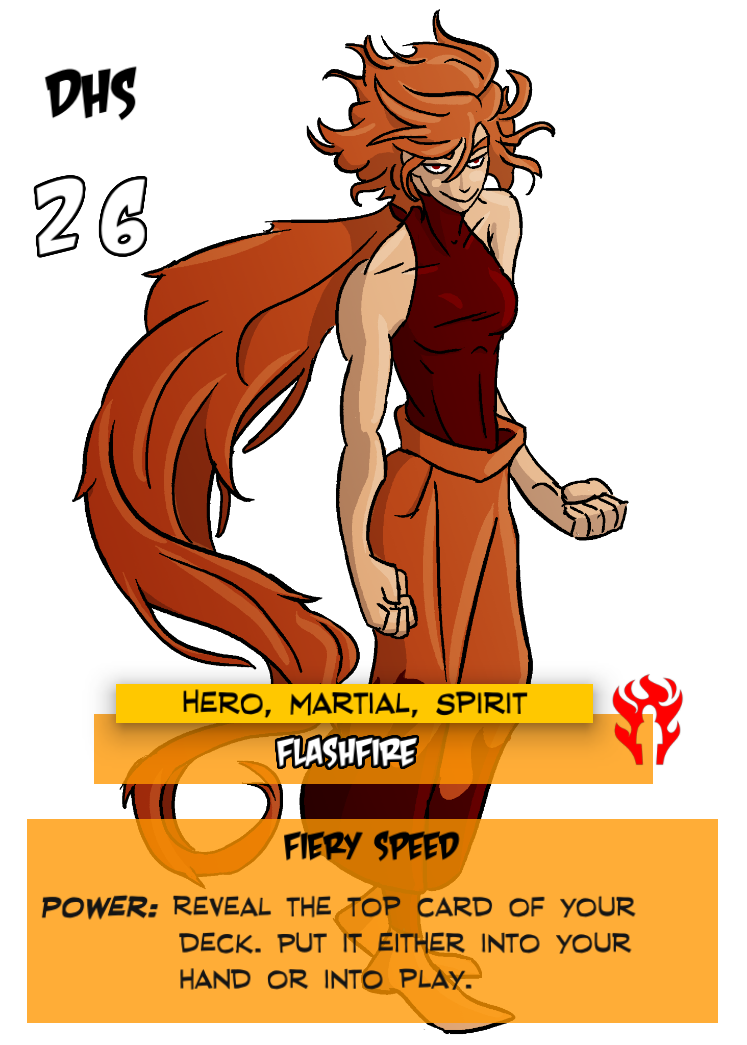 DHS
26
HERO, MARTIAL, SPIRIT
FLASHFIRE
FIERY SPEED
POWER: REVEAL THE TOP CARD OF YOUR
DECK. PUT IT EITHER INTO YOUR
HAND OR INTO PLAY.